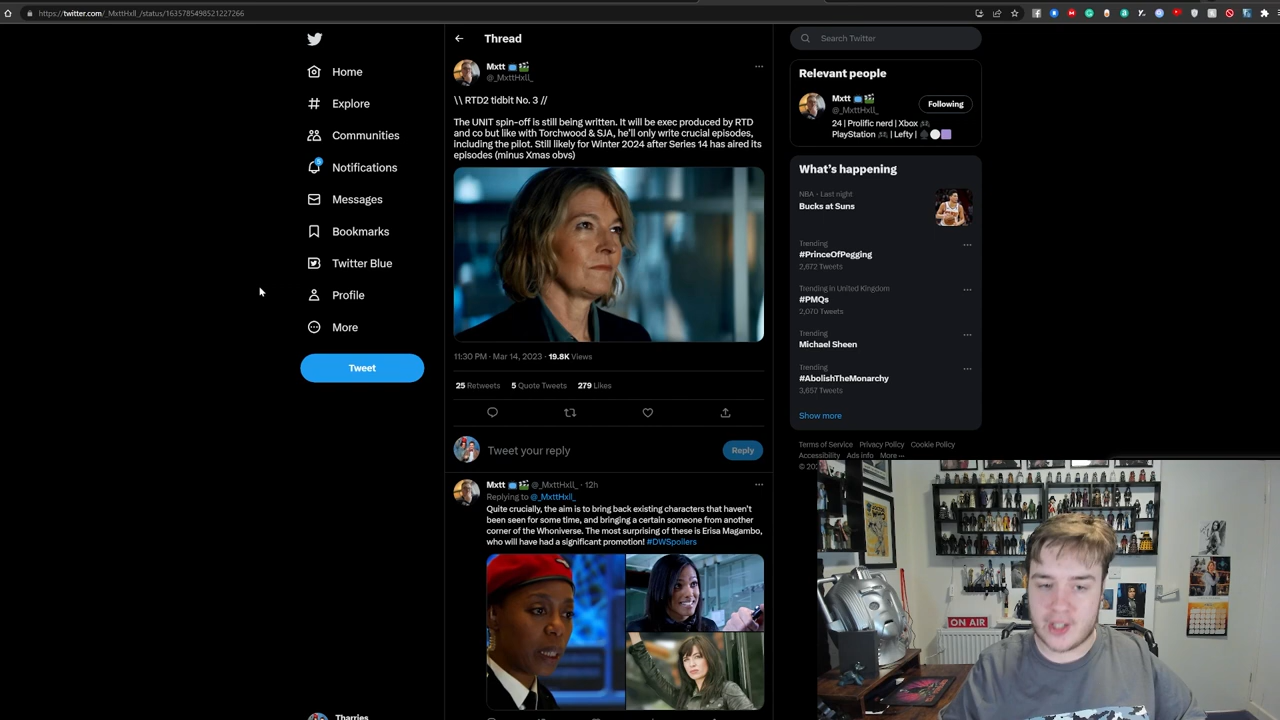 https://twitter.com/_MxttHxll_/status/1635785498521227266
Home
Explore
Communities
5
Notifications
Messages
Bookmarks
Twitter Blue
Profile
More
Tweet
Tharries
Thread
Mxtt
@_MxttHxll_
\\ RTD2 tidbit No. 3 //
The UNIT spin-off is still being written. It will be exec produced by RTD
and co but like with Torchwood & SJA, he'll only write crucial episodes,
including the pilot. Still likely for Winter 2024 after Series 14 has aired its
episodes (minus Xmas obvs)
11:30 PM · Mar 14, 2023 · 19.8K Views
25 Retweets 5 Quote Tweets 279 Likes
Tweet your reply
Reply
Mxtt @_MxttHxll_ · 12h
Replying to @_MxttHxll_
Quite crucially, the aim is to bring back existing characters that haven't
been seen for some time, and bringing a certain someone from another
corner of the Whoniverse. The most surprising of these is Erisa Magambo,
who will have had a significant promotion! #DWSpoilers
Search Twitter
Relevant people
Mxtt
@_MxttHxll_
Following
24 | Prolific nerd | Xbox
PlayStation | Lefty |
What's happening
NBA · Last night
Bucks at Suns
Trending
#PrinceOfPegging
2,672 Tweets
Trending in United Kingdom
#PMQs
2,070 Tweets
Trending
Michael Sheen
Trending
#AbolishTheMonarchy
3,657 Tweets
Show more
Terms of Service Privacy Policy Cookie Policy
Accessibility Ads info More ···
ON AIR